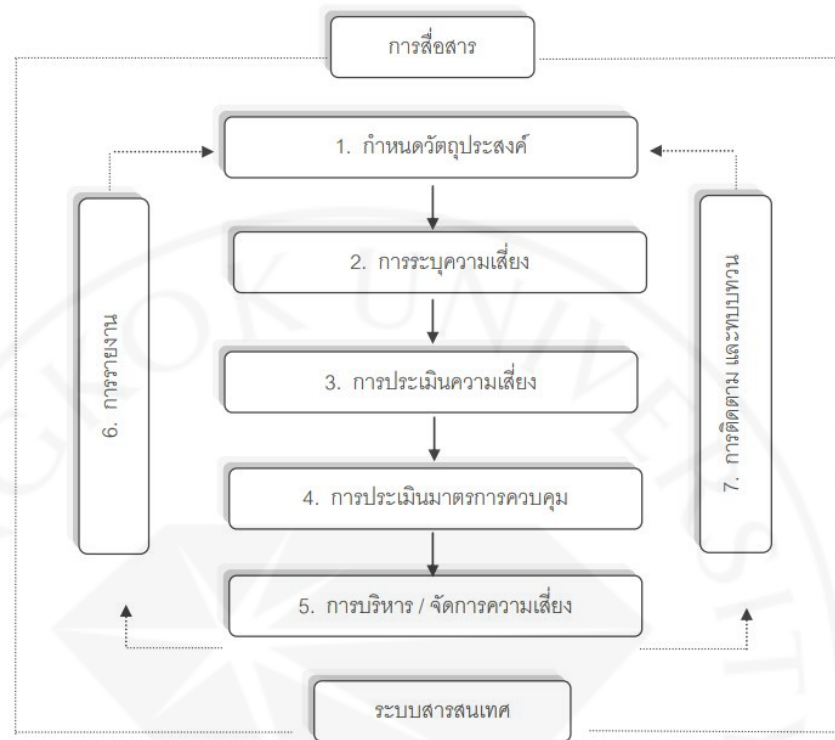 การสื่อสาร
1. กำหนดวัตถุประสงค์
2. การระบุความเสี่ยง
3. การประเมินความเสี่ยง
4. การประเมินมาตรการควบคุม
5. การบริหาร / จัดการความเสี่ยง
6. การรายงาน
7. การติดตาม และทบทวน
ระบบสารสนเทศ
GKOK UNIVERSIT